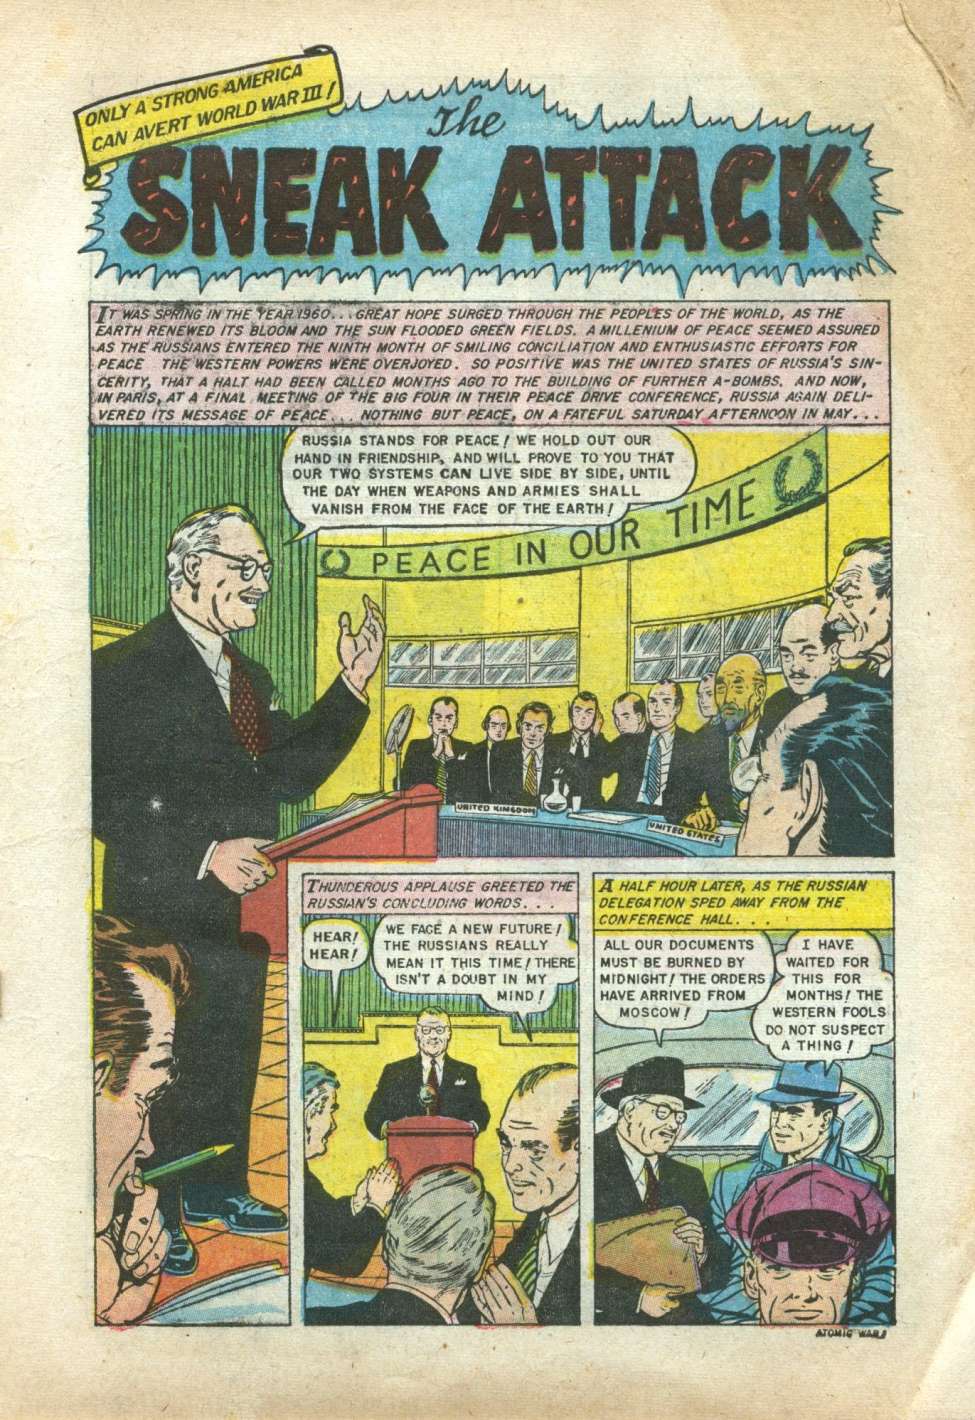 ONLY A STRONG AMERICA
CAN AVERT WORLD WAR III!
The
SNEAK ATTACK
IT WAS SPRING IN THE YEAR 1960... GREAT HOPE SURGED THROUGH THE PEOPLES OF THE WORLD, AS THE
EARTH RENEWED ITS BLOOM AND THE SUN FLOODED GREEN FIELDS. A MILLENIUM OF PEACE SEEMED ASSURED
AS THE RUSSIANS ENTERED THE NINTH MONTH OF SMILING CONCILIATION AND ENTHUSIASTIC EFFORTS FOR
PEACE THE WESTERN POWERS WERE OVERJOYED. SO POSITIVE WAS THE UNITED STATES OF RUSSIA'S SIN-
CERITY, THAT A HALT HAD BEEN CALLED MONTHS AGO TO THE BUILDING OF FURTHER A-BOMBS. AND NOW,
IN PARIS, AT A FINAL MEETING OF THE BIG FOUR IN THEIR PEACE DRIVE CONFERENCE, RUSSIA AGAIN DELI-
VERED ITS MESSAGE OF PEACE... NOTHING BUT PEACE, ON A FATEFUL SATURDAY AFTERNOON IN MAY...
RUSSIA STANDS FOR PEACE! WE HOLD OUT OUR
HAND IN FRIENDSHIP, AND WILL PROVE TO YOU THAT
OUR TWO SYSTEMS CAN LIVE SIDE BY SIDE, UNTIL
THE DAY WHEN WEAPONS AND ARMIES SHALL
VANISH FROM THE FACE OF THE EARTH!
PEACE IN OUR TIME
UNITED KINGDOM
UNITED STATES
THUNDEROUS APPLAUSE GREETED THE
RUSSIAN'S CONCLUDING WORDS...
HEAR!
HEAR!
WE FACE A NEW FUTURE!
THE RUSSIANS REALLY
MEAN IT THIS TIME! THERE
ISN'T A DOUBT IN MY
MIND!
A HALF HOUR LATER, AS THE RUSSIAN
DELEGATION SPED AWAY FROM THE
CONFERENCE HALL...
ALL OUR DOCUMENTS
MUST BE BURNED BY
MIDNIGHT! THE ORDERS
HAVE ARRIVED FROM
MOSCOW!
I HAVE
WAITED FOR
THIS FOR
MONTHS! THE
WESTERN FOOLS
DO NOT SUSPECT
A THING!
ATOMIC WAR!